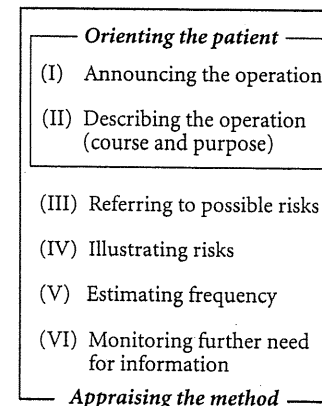 Orienting the patient
(I) Announcing the operation
(II) Describing the operation
(course and purpose)
(III) Referring to possible risks
(IV) Illustrating risks
(V) Estimating frequency
(VI) Monitoring further need
for information
Appraising the method